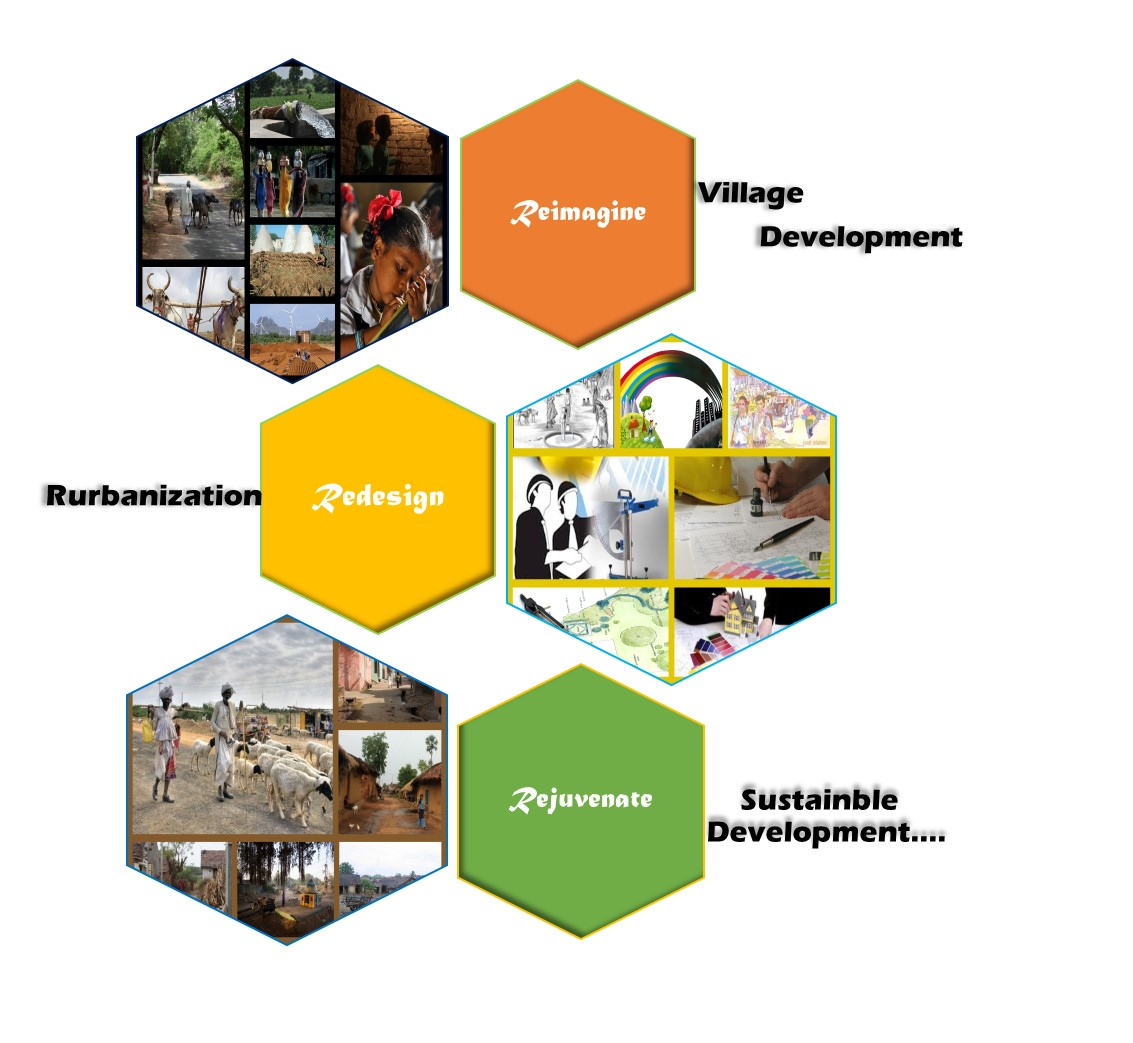 Reimagine
Village
Development
Rurbanization
Redesign
Rejuvenate
Sustainble
Development....